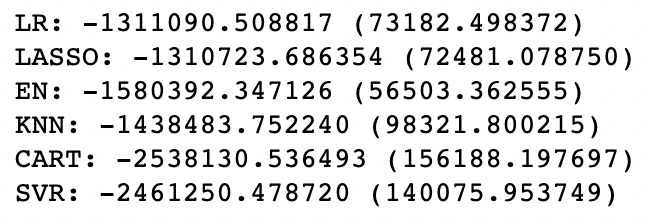 LR: -1311090.508817 (73182.498372)
LASSO: -1310723.686354 (72481.078750)
EN: -1580392.347126 (56503.362555)
KNN: -1438483.752240 (98321.800215)
CART: -2538130.536493 (156188.197697)
SVR: -2461250.478720 (140075.953749)